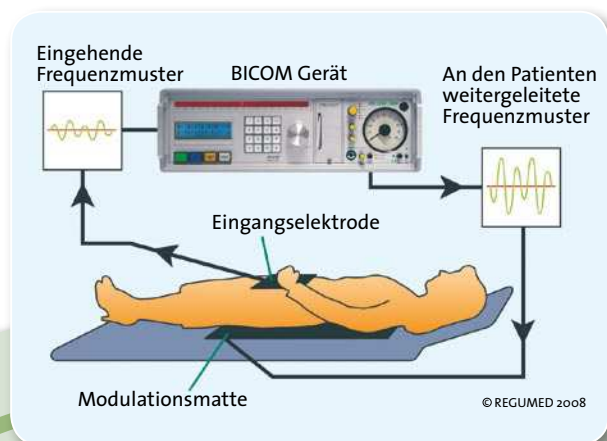 Eingehende
Frequenzmuster
BICOM Gerät
An den Patienten
weitergeleitete
Frequenzmuster
Eingangselektrode
Modulationsmatte
© REGUMED 2008